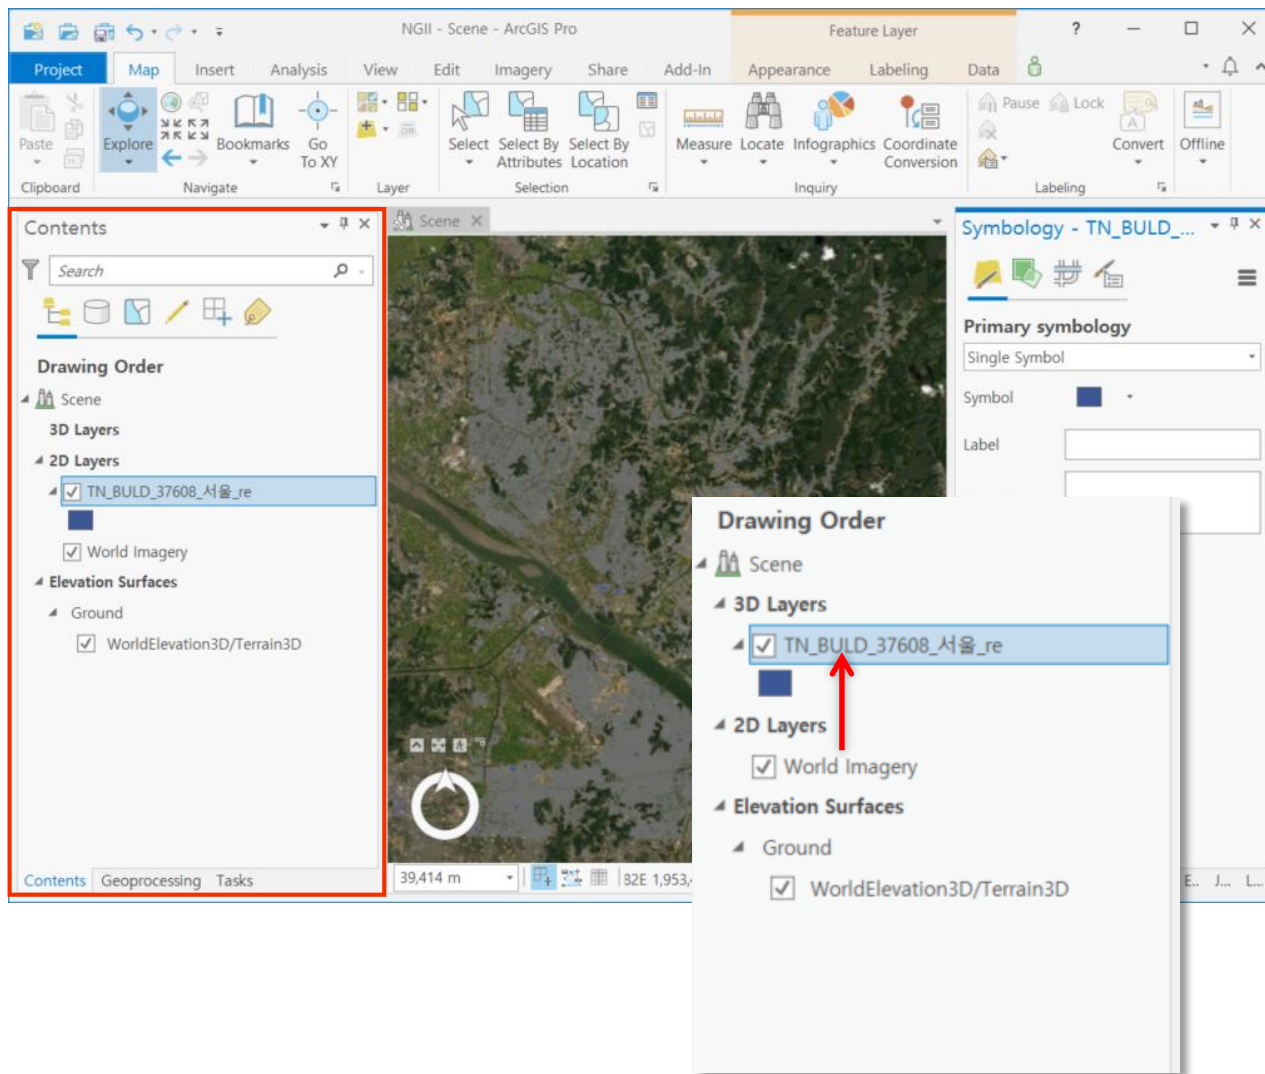 NGII - Scene - ArcGIS Pro
Feature Layer
?
Project Map Insert Analysis View Edit Imagery Share Add-In Appearance Labeling Data
Paste
Explore
Bookmarks
Go
To XY
Select
Select By
Attributes
Select By
Location
Measure
Locate
Infographics
Coordinate
Conversion
Pause
Lock
Convert
Offline
Clipboard Navigate Layer Selection Inquiry Labeling
Contents
Search
Drawing Order
Scene
3D Layers
2D Layers
TN_BULD_37608_서울_re
World Imagery
Elevation Surfaces
Ground
WorldElevation3D/Terrain3D
Contents Geoprocessing Tasks
Scene
39,414 m
82E 1,953,
Symbology - TN_BULD_...
Primary symbology
Single Symbol
Symbol
Label
E.. J... L...
Drawing Order
Scene
3D Layers
TN_BULD_37608_서울_re
2D Layers
World Imagery
Elevation Surfaces
Ground
WorldElevation3D/Terrain3D